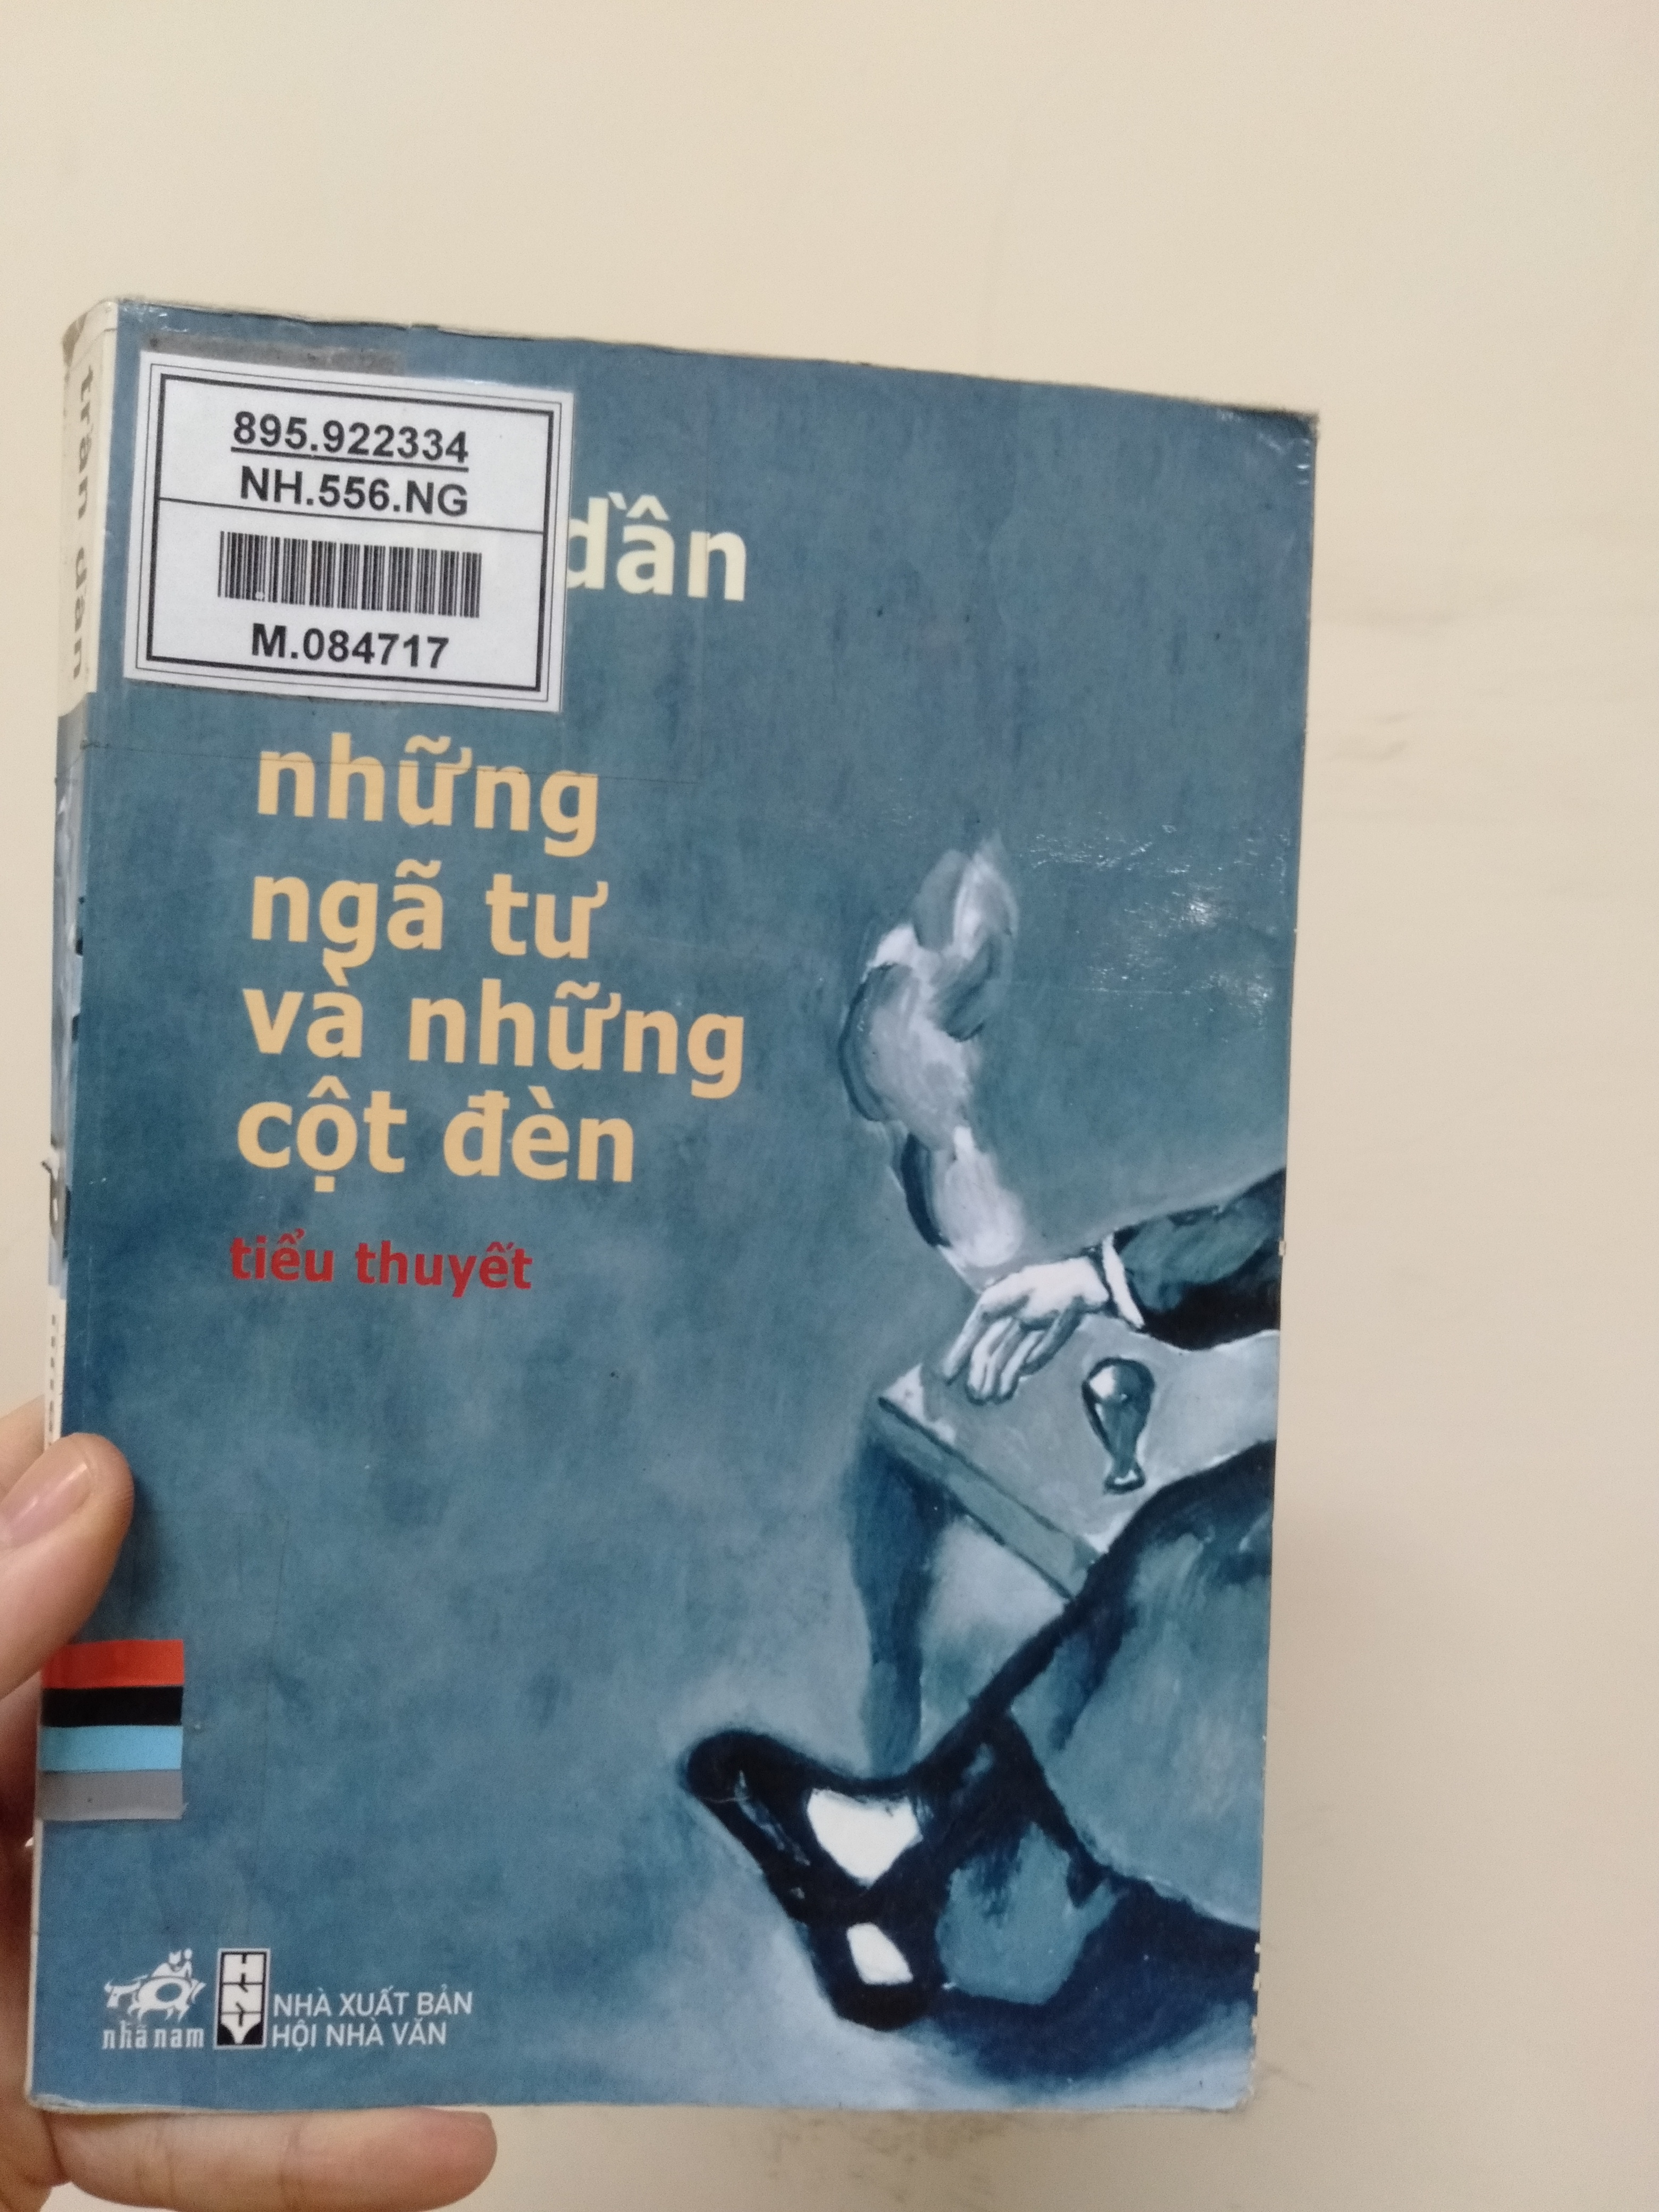 trần dần
895.922334
NH.556.NG
M.084717
dần
những
ngã tư
và những
cột đèn
tiểu thuyết
nhã nam
NHÀ XUẤT BẢN
HỘI NHÀ VĂN